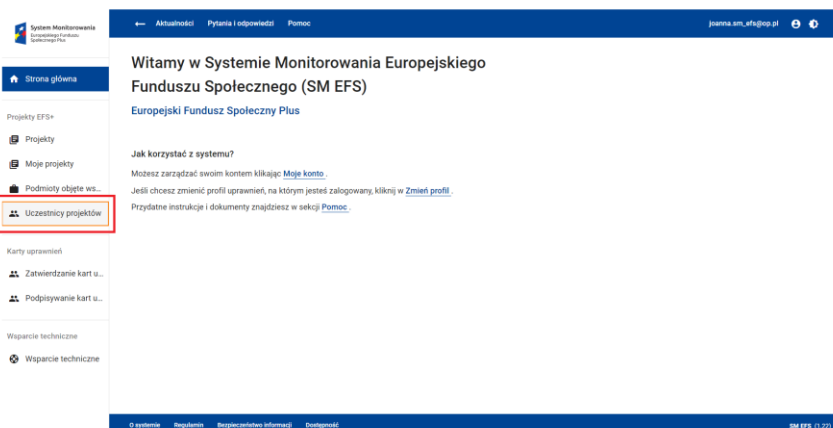 System Monitorowania
Europejskiego Funduszu
Społecznego Plus
Aktualności Pytania i odpowiedzi Pomoc
joanna.sm_efs@op.pl
Strona główna
Projekty EFS+
Projekty
Moje projekty
Podmioty objęte ws...
Uczestnicy projektów
Karty uprawnień
Zatwierdzanie kart u...
Podpisywanie kart u...
Wsparcie techniczne
Wsparcie techniczne
Witamy w Systemie Monitorowania Europejskiego
Funduszu Społecznego (SM EFS)
Europejski Fundusz Społeczny Plus
Jak korzystać z systemu?
Możesz zarządzać swoim kontem klikając Moje konto .
Jeśli chcesz zmienić profil uprawnień, na którym jesteś zalogowany, kliknij w Zmień profil .
Przydatne instrukcje i dokumenty znajdziesz w sekcji Pomoc .
O systemie Regulamin Bezpieczeństwo informacji Dostępność
SM EFS (1.22)